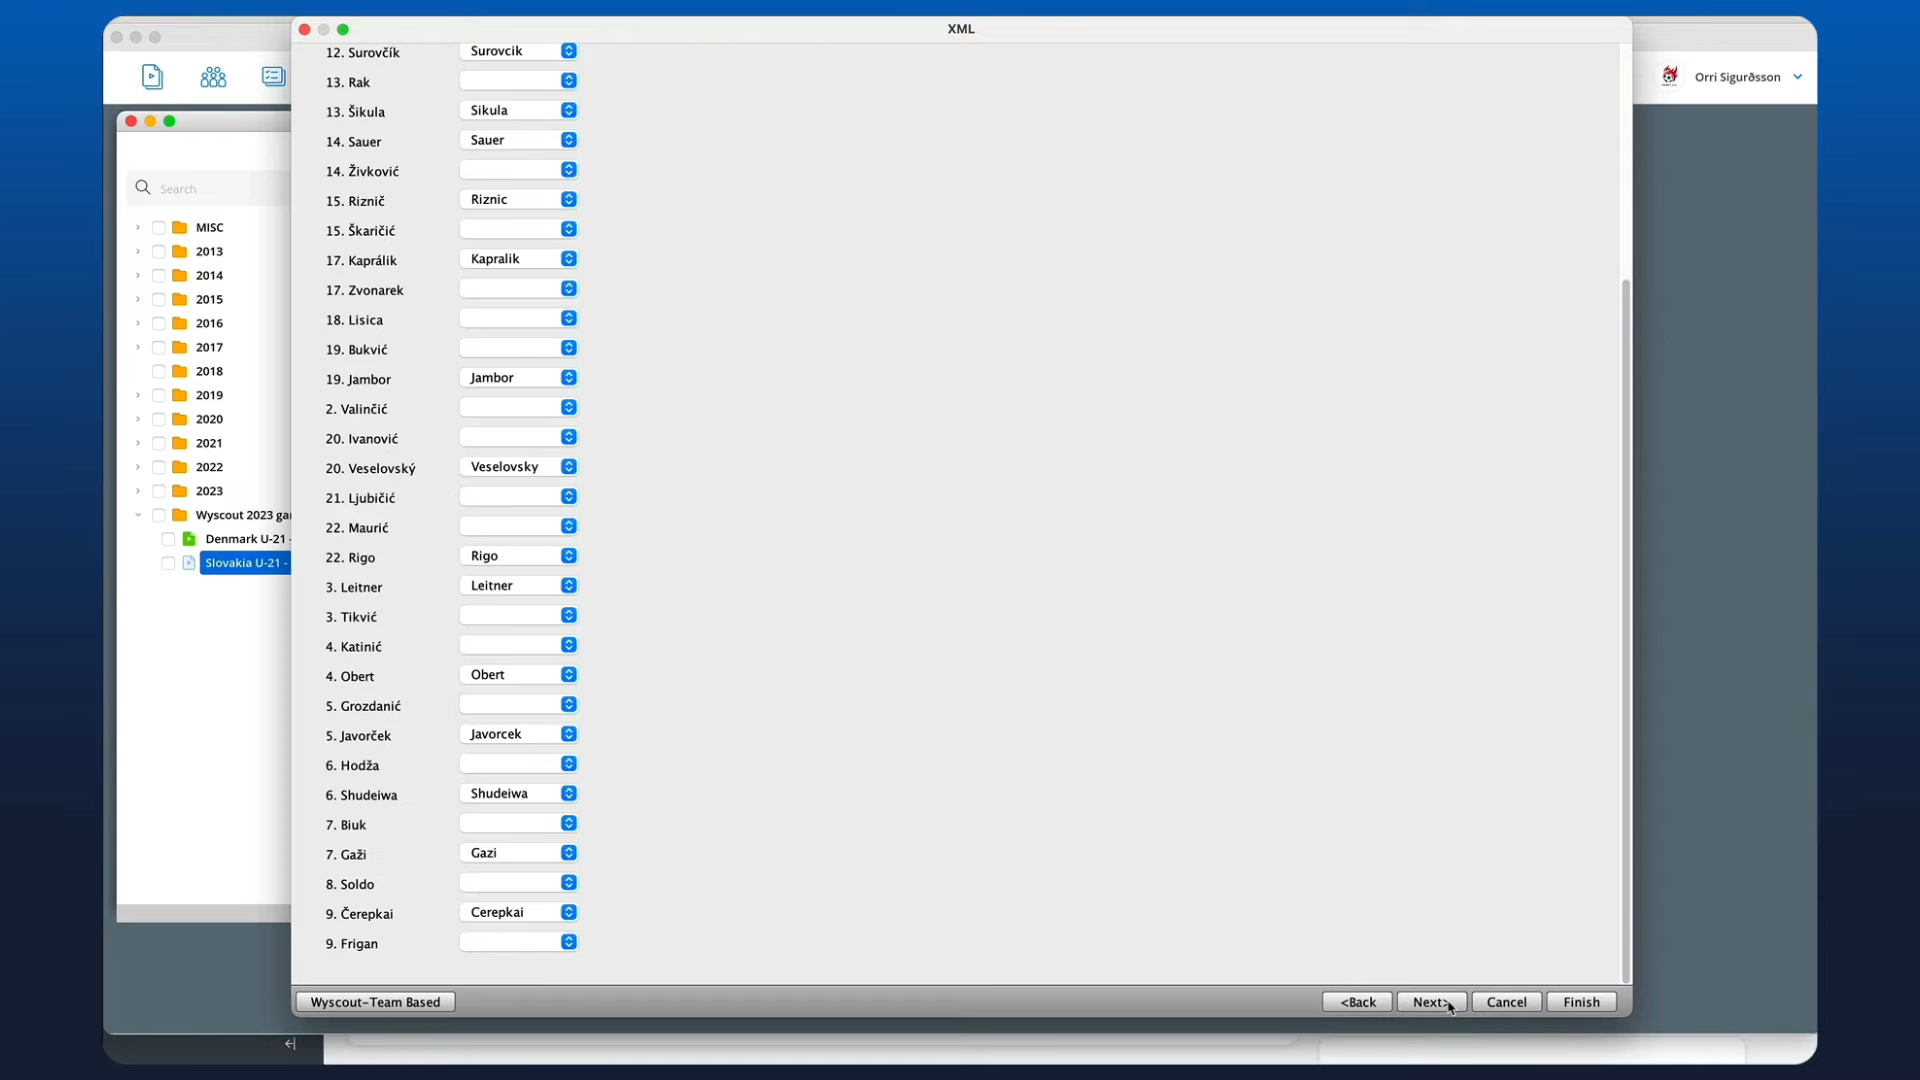 XML
Orri Sigurðsson
Search
MISC
2013
2014
2015
2016
2017
2018
2019
2020
2021
2022
2023
Wyscout 2023 ga
Denmark U-21 -
Slovakia U-21 -
12. Surovčík Surovcik
13. Rak
13. Šikula Sikula
14. Sauer Sauer
14. Živković
15. Riznič Riznic
15. Škaričić
17. Kaprálik Kapralik
17. Zvonarek
18. Lisica
19. Bukvić
19. Jambor Jambor
2. Valinčić
20. Ivanović
20. Veselovský Veselovsky
21. Ljubičić
22. Maurić
22. Rigo Rigo
3. Leitner Leitner
3. Tikvić
4. Katinić
4. Obert Obert
5. Grozdanić
5. Javorček Javorcek
6. Hodža
6. Shudeiwa Shudeiwa
7. Biuk
7. Gaži Gazi
8. Soldo
9. Čerepkai Cerepkai
9. Frigan
Wyscout-Team Based <Back Next> Cancel Finish